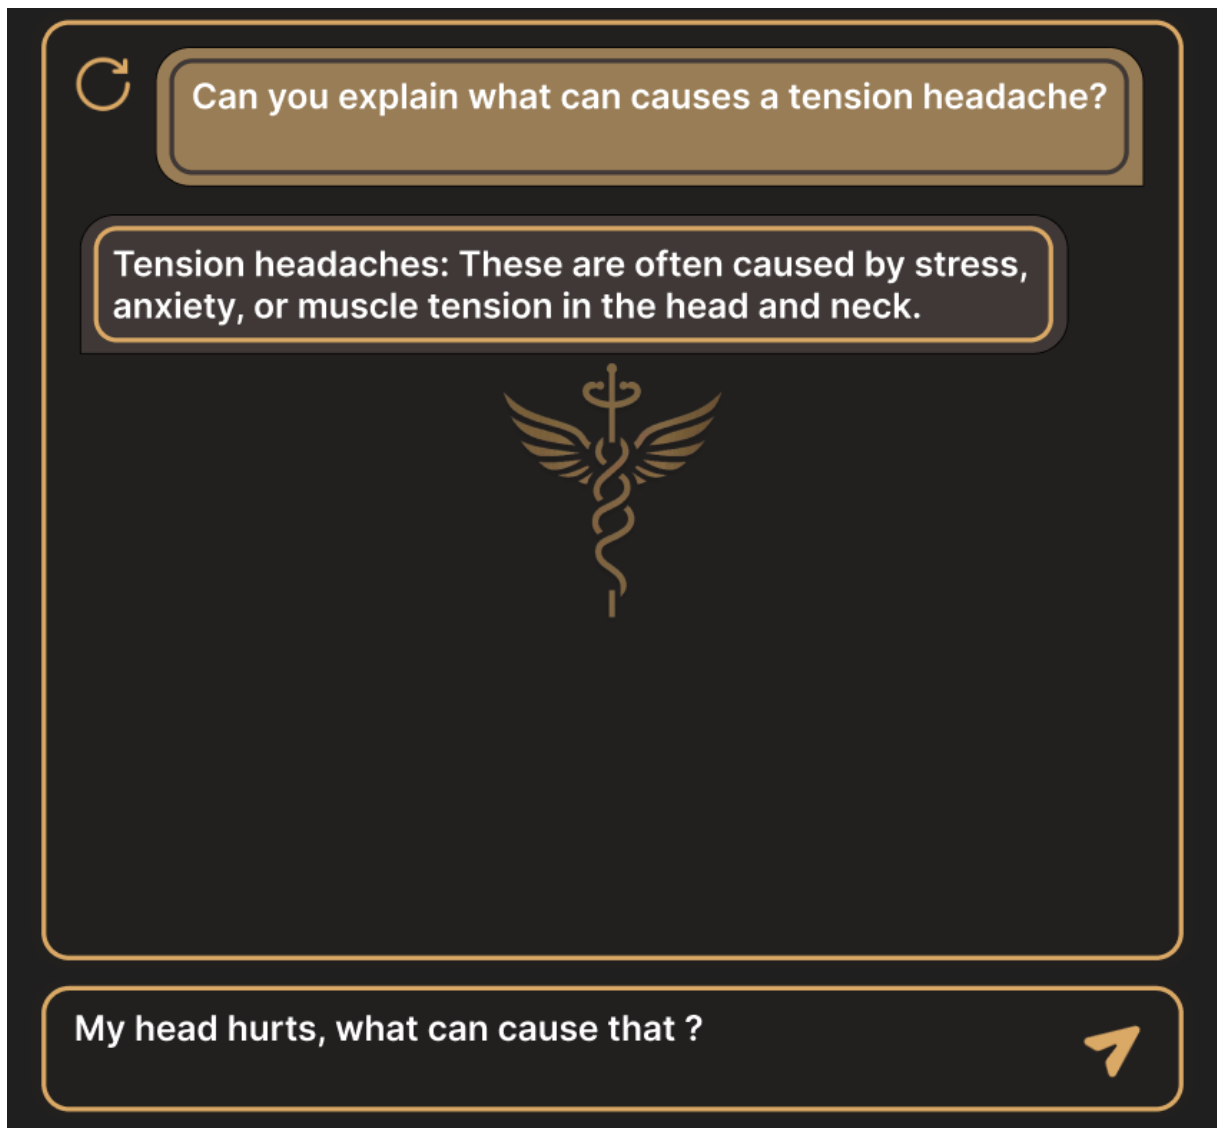 Can you explain what can causes a tension headache?
Tension headaches: These are often caused by stress,
anxiety, or muscle tension in the head and neck.
My head hurts, what can cause that ?